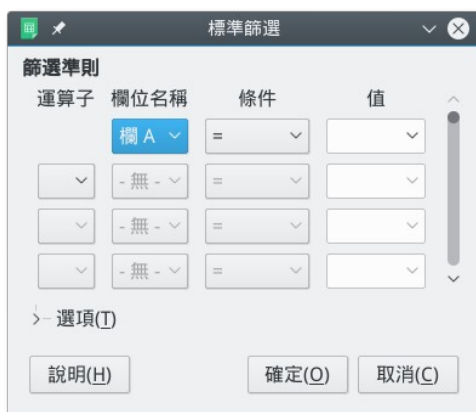 標準篩選
篩選準則
運算子 欄位名稱 條件 值
欄 A =
- 無 - =
- 無 - =
- 無 - =
選項(T)
說明(H) 確定(O) 取消(C)